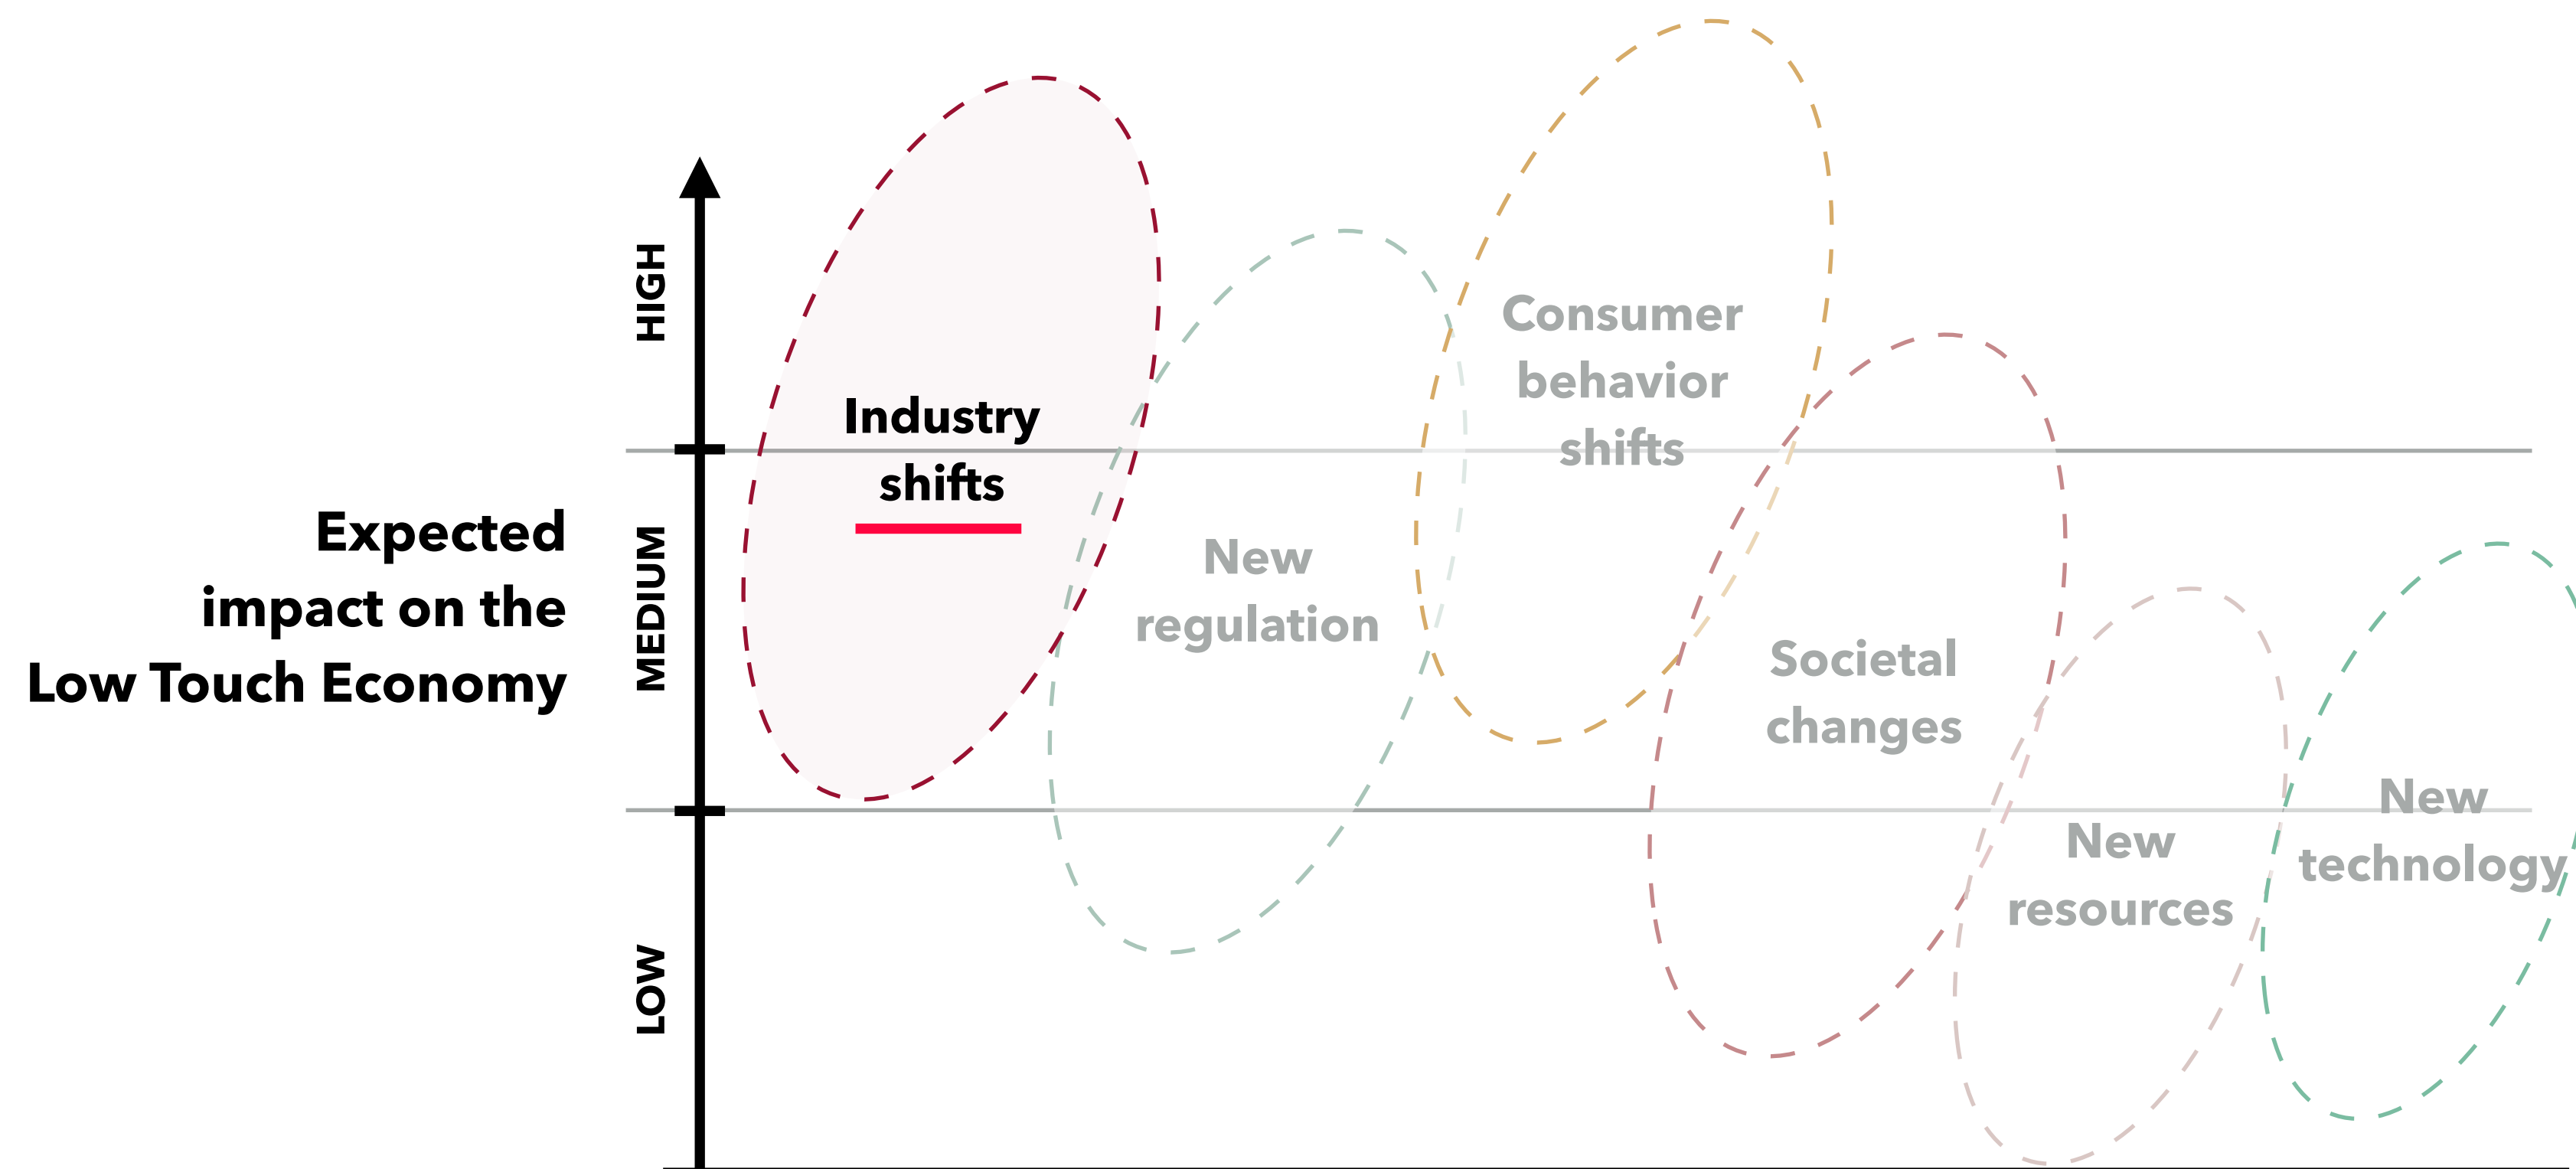 Expected
impact on the
Low Touch Economy
HIGH
MEDIUM
LOW
Industry
shifts
New
regulation
Consumer
behavior
shifts
Societal
changes
New
resources
New
technology